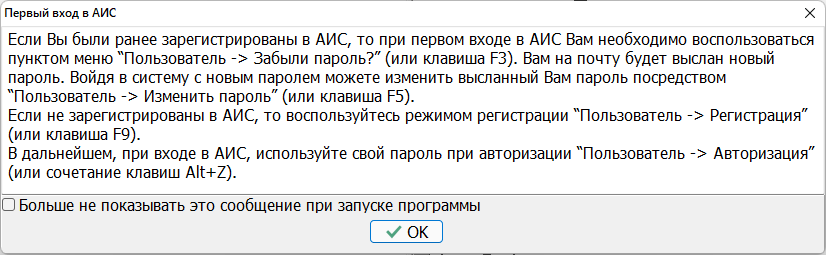 Первый вход в АИС
Если Вы были ранее зарегистрированы в АИС, то при первом входе в АИС Вам необходимо воспользоваться
пунктом меню “Пользователь -> Забыли пароль?” (или клавиша F3). Вам на почту будет выслан новый
пароль. Войдя в систему с новым паролем можете изменить высланный Вам пароль посредством
“Пользователь -> Изменить пароль” (или клавиша F5).
Если не зарегистрированы в АИС, то воспользуйтесь режимом регистрации “Пользователь -> Регистрация”
(или клавиша F9).
В дальнейшем, при входе в АИС, используйте свой пароль при авторизации “Пользователь -> Авторизация”
(или сочетание клавиш Alt+Z).
Больше не показывать это сообщение при запуске программы
OK